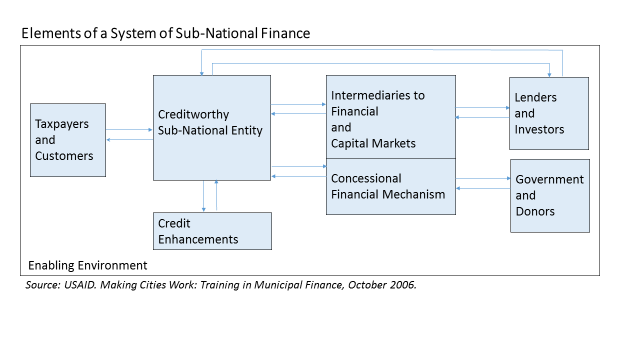 Elements of a System of Sub-National Finance
Taxpayers
and
Customers
Creditworthy
Sub-National Entity
Intermediaries to
Financial
and
Capital Markets
Lenders
and
Investors
Concessional
Financial Mechanism
Government
and
Donors
Credit
Enhancements
Enabling Environment
Source: USAID. Making Cities Work: Training in Municipal Finance, October 2006.